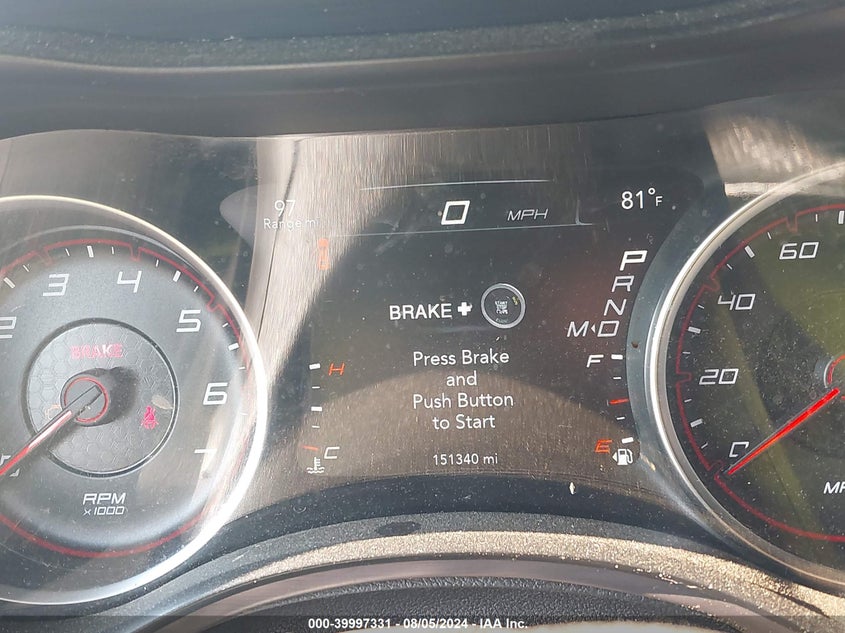 97
Range mi
0 MPH
81°F
P
R
N
M◄D
BRAKE +
Press Brake
and
Push Button
to Start
151340 mi
H
C
F
E
2
3
4
5
6
7
BRAKE
RPM
x1000
60
40
20
0
000-39997331 - 08/05/2024 - IAA Inc.